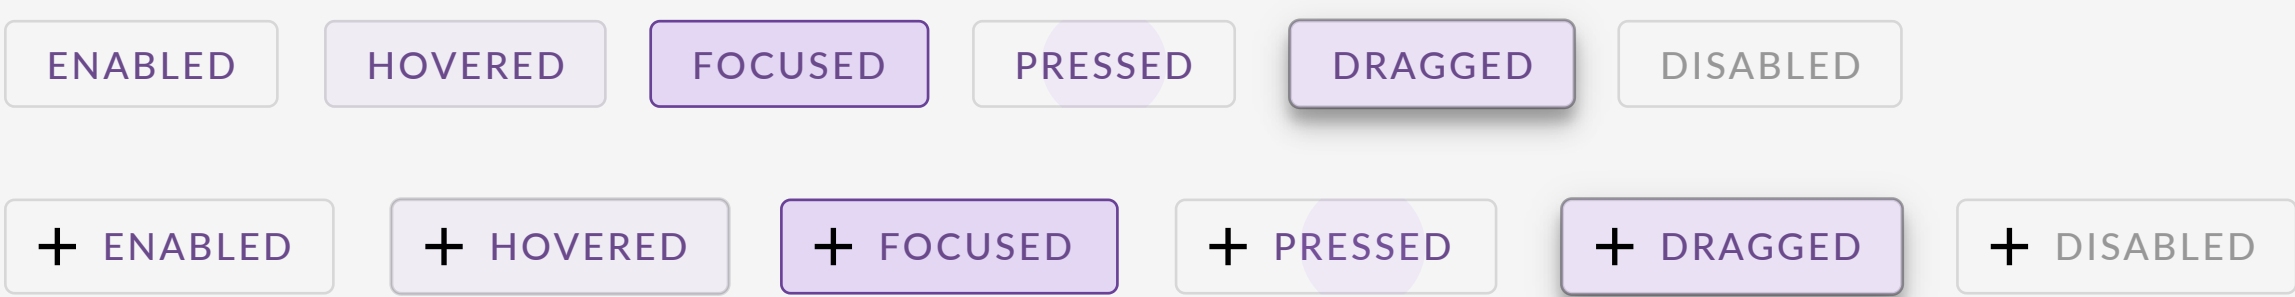 ENABLED HOVERED FOCUSED PRESSED DRAGGED DISABLED
+ ENABLED + HOVERED + FOCUSED + PRESSED + DRAGGED + DISABLED